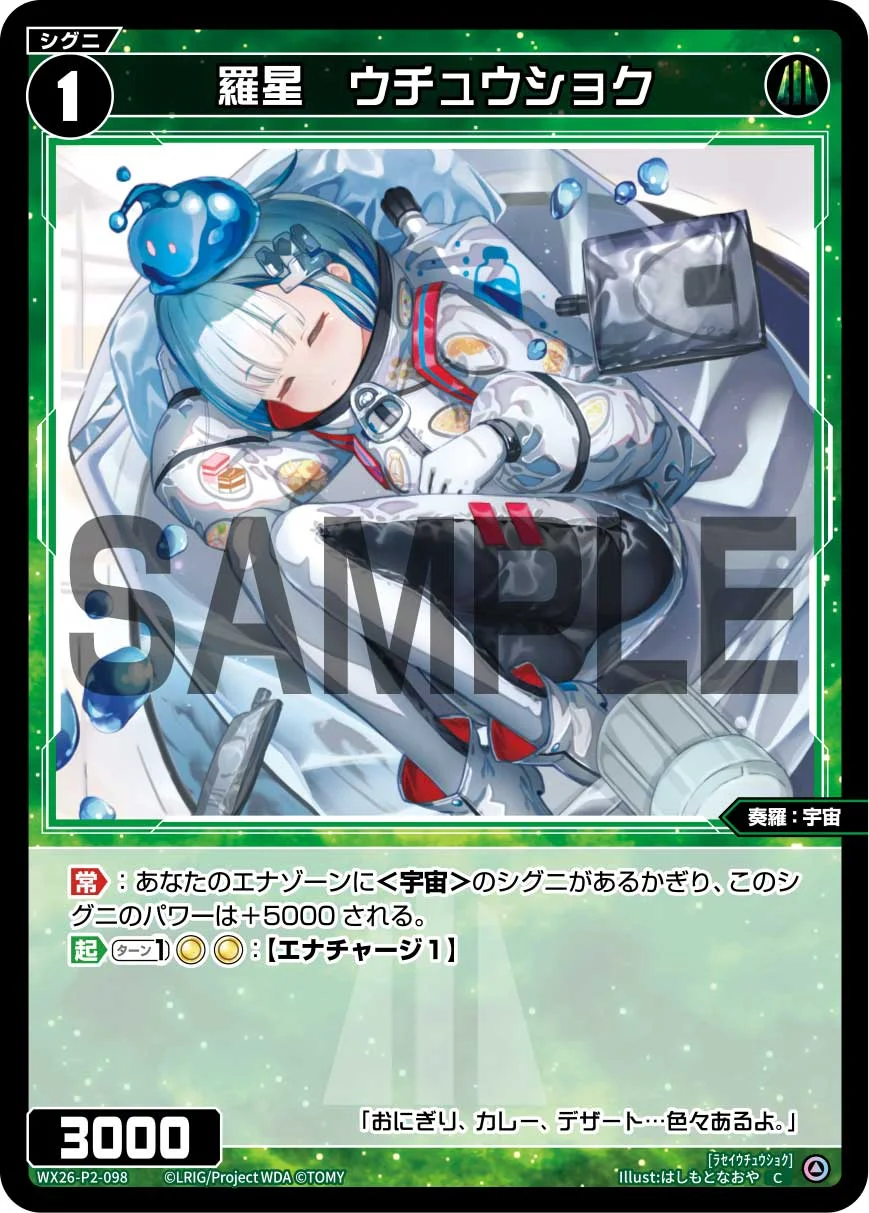 シグニ
1
羅星 ウチュウショク
SAMPLE
奏羅:宇宙
常:あなたのエナゾーンに<宇宙>のシグニがあるかぎり、このシ
グニのパワーは+5000される。
起 ターン1 :【エナチャージ1】
「おにぎり、カレー、デザート…色々あるよ。」
3000
[ラセイウチュウショク]
WX26-P2-098 ©LRIG/Project WDA ©TOMY Illust:はしもとなおや C